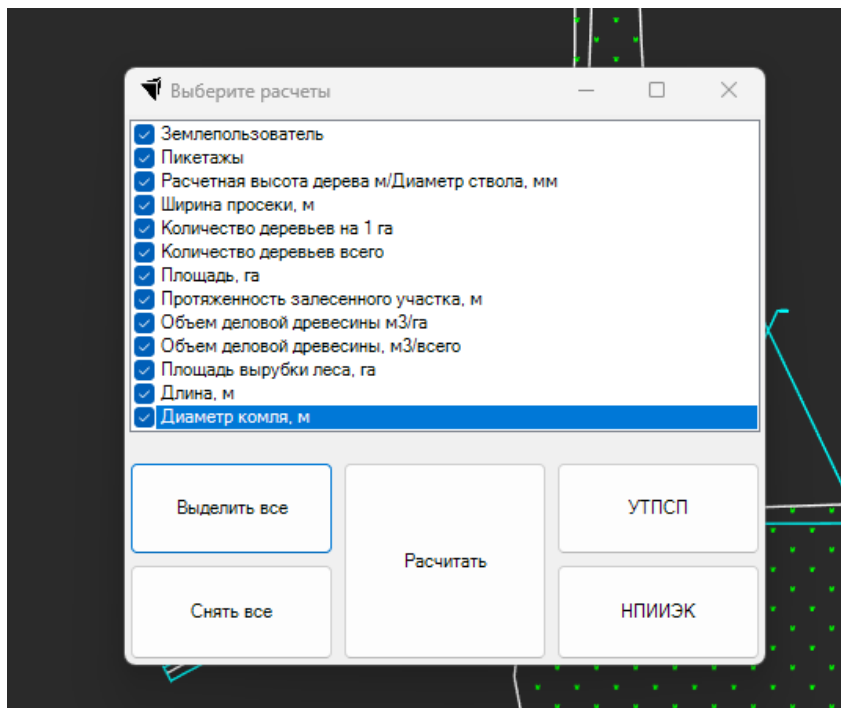 Выберите расчеты
Землепользователь
Пикетажы
Расчетная высота дерева м/Диаметр ствола, мм
Ширина просеки, м
Количество деревьев на 1 га
Количество деревьев всего
Площадь, га
Протяженность залесенного участка, м
Объем деловой древесины м3/га
Объем деловой древесины, м3/всего
Площадь вырубки леса, га
Длина, м
Диаметр комля, м
Выделить все
УТПСП
Расчитать
Снять все
НПИИЭК